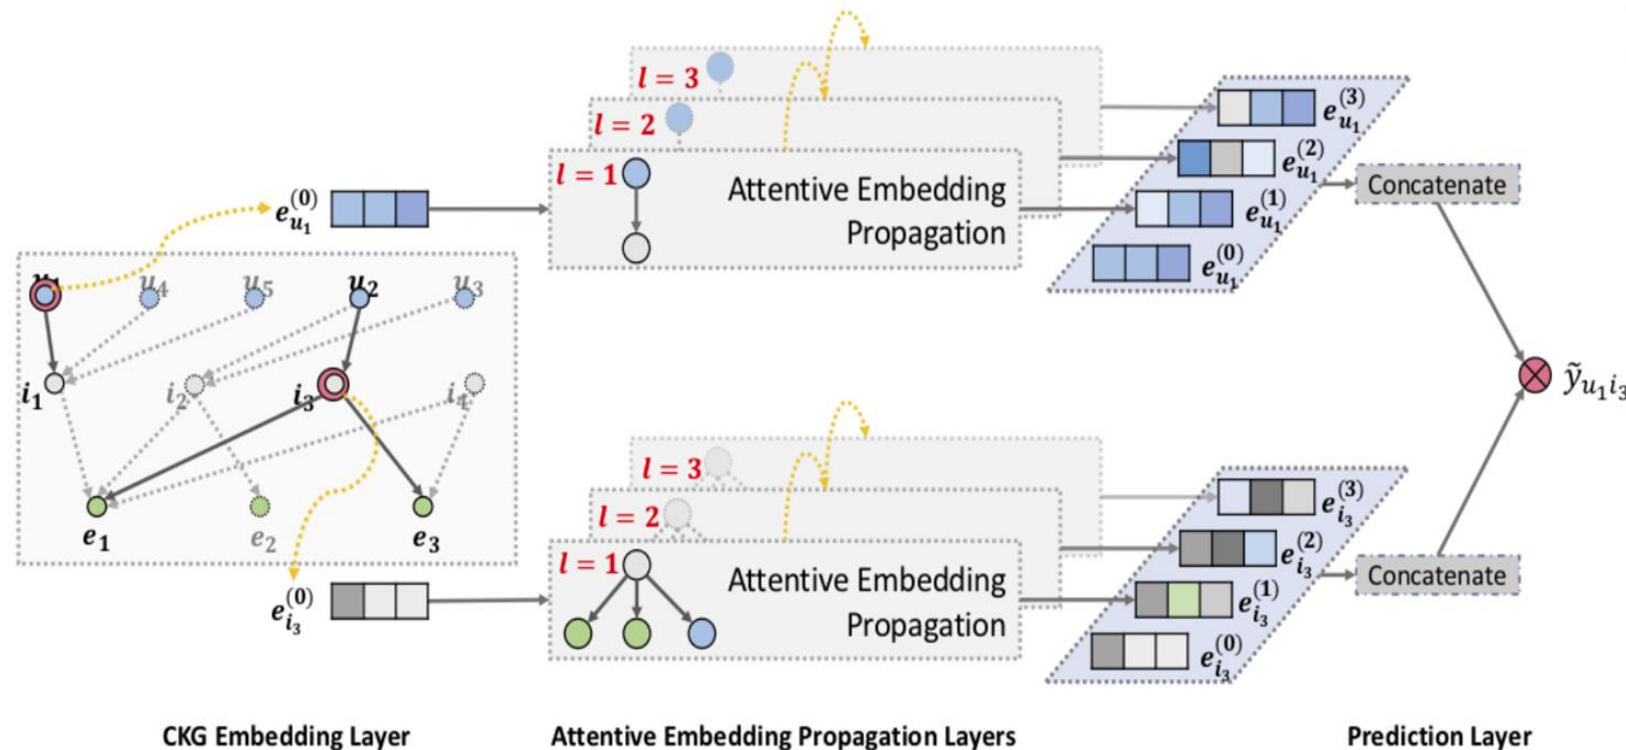 l = 3
l = 2
l = 1
Attentive Embedding
Propagation
e_{u_1}^{(0)}
e_{u_1}^{(3)}
e_{u_1}^{(2)}
e_{u_1}^{(1)}
e_{u_1}^{(0)}
Concatenate
u_4 u_5 u_2 u_3
i_1 i_2 i_3 i_4
e_1 e_2 e_3
ỹ_{u_1 i_3}
l = 3
l = 2
l = 1
Attentive Embedding
Propagation
e_{i_3}^{(0)}
e_{i_3}^{(3)}
e_{i_3}^{(2)}
e_{i_3}^{(1)}
e_{i_3}^{(0)}
Concatenate
CKG Embedding Layer
Attentive Embedding Propagation Layers
Prediction Layer